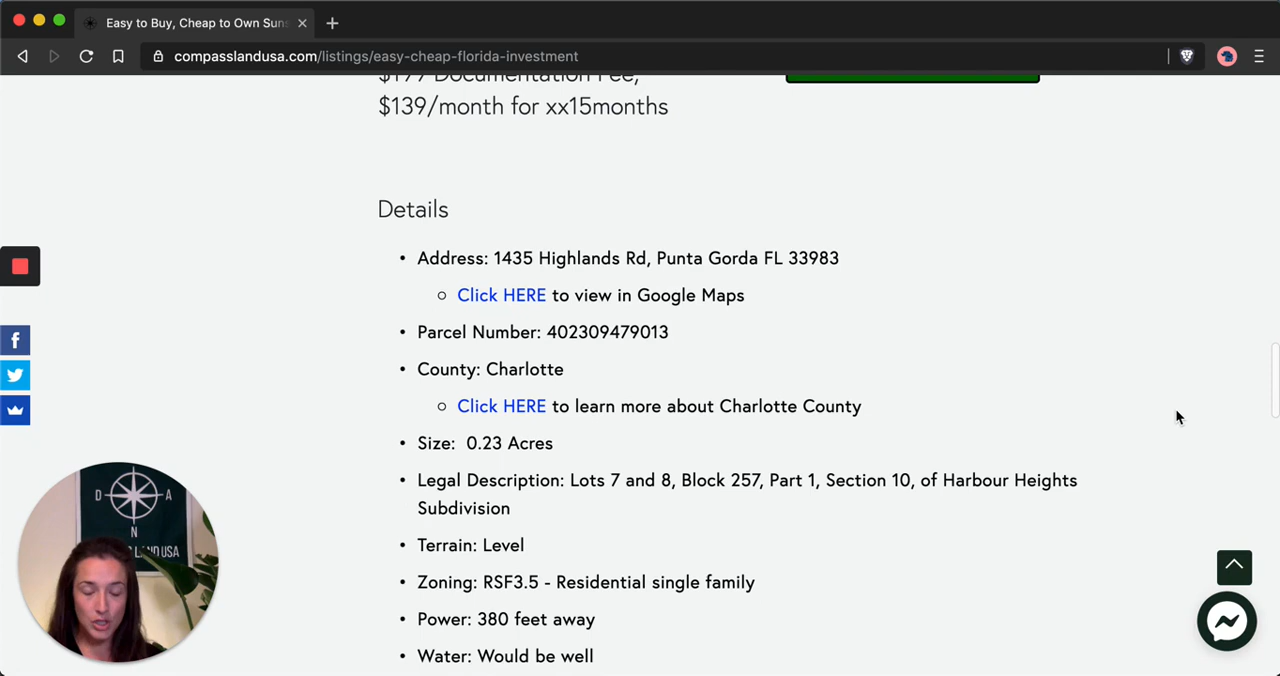 Easy to Buy, Cheap to Own Suns
compasslandusa.com/listings/easy-cheap-florida-investment
Documentation Fee,
$139/month for xx15months
Details
• Address: 1435 Highlands Rd, Punta Gorda FL 33983
Click HERE to view in Google Maps
• Parcel Number: 402309479013
• County: Charlotte
Click HERE to learn more about Charlotte County
• Size: 0.23 Acres
• Legal Description: Lots 7 and 8, Block 257, Part 1, Section 10, of Harbour Heights
Subdivision
• Terrain: Level
• Zoning: RSF3.5 - Residential single family
• Power: 380 feet away
• Water: Would be well
D A
N
LAND USA